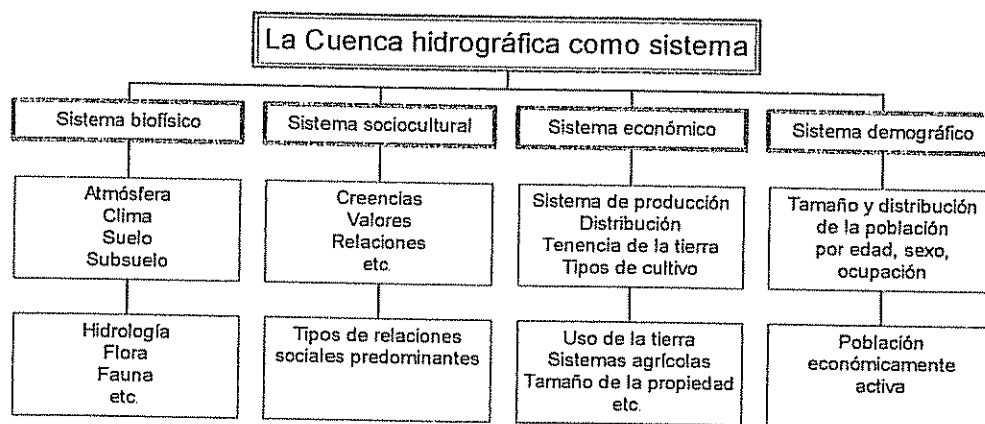 La Cuenca hidrográfica como sistema
Sistema biofísico
Sistema sociocultural
Sistema económico
Sistema demográfico
Atmósfera
Clima
Suelo
Subsuelo
Creencias
Valores
Relaciones
etc.
Sistema de producción
Distribución
Tenencia de la tierra
Tipos de cultivo
Tamaño y distribución
de la población
por edad, sexo,
ocupación
Hidrología
Flora
Fauna
etc.
Tipos de relaciones
sociales predominantes
Uso de la tierra
Sistemas agrícolas
Tamaño de la propiedad
etc.
Población
económicamente
activa